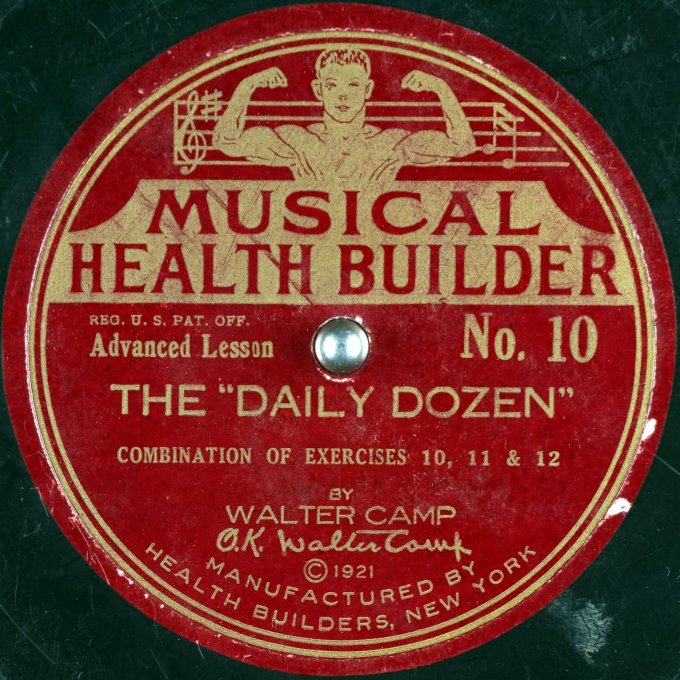 MUSICAL
HEALTH BUILDER
REG. U. S. PAT. OFF.
Advanced Lesson No. 10
THE "DAILY DOZEN"
COMBINATION OF EXERCISES 10, 11 & 12
BY
WALTER CAMP
O.K. Walter Camp
© 1921
MANUFACTURED BY
HEALTH BUILDERS, NEW YORK